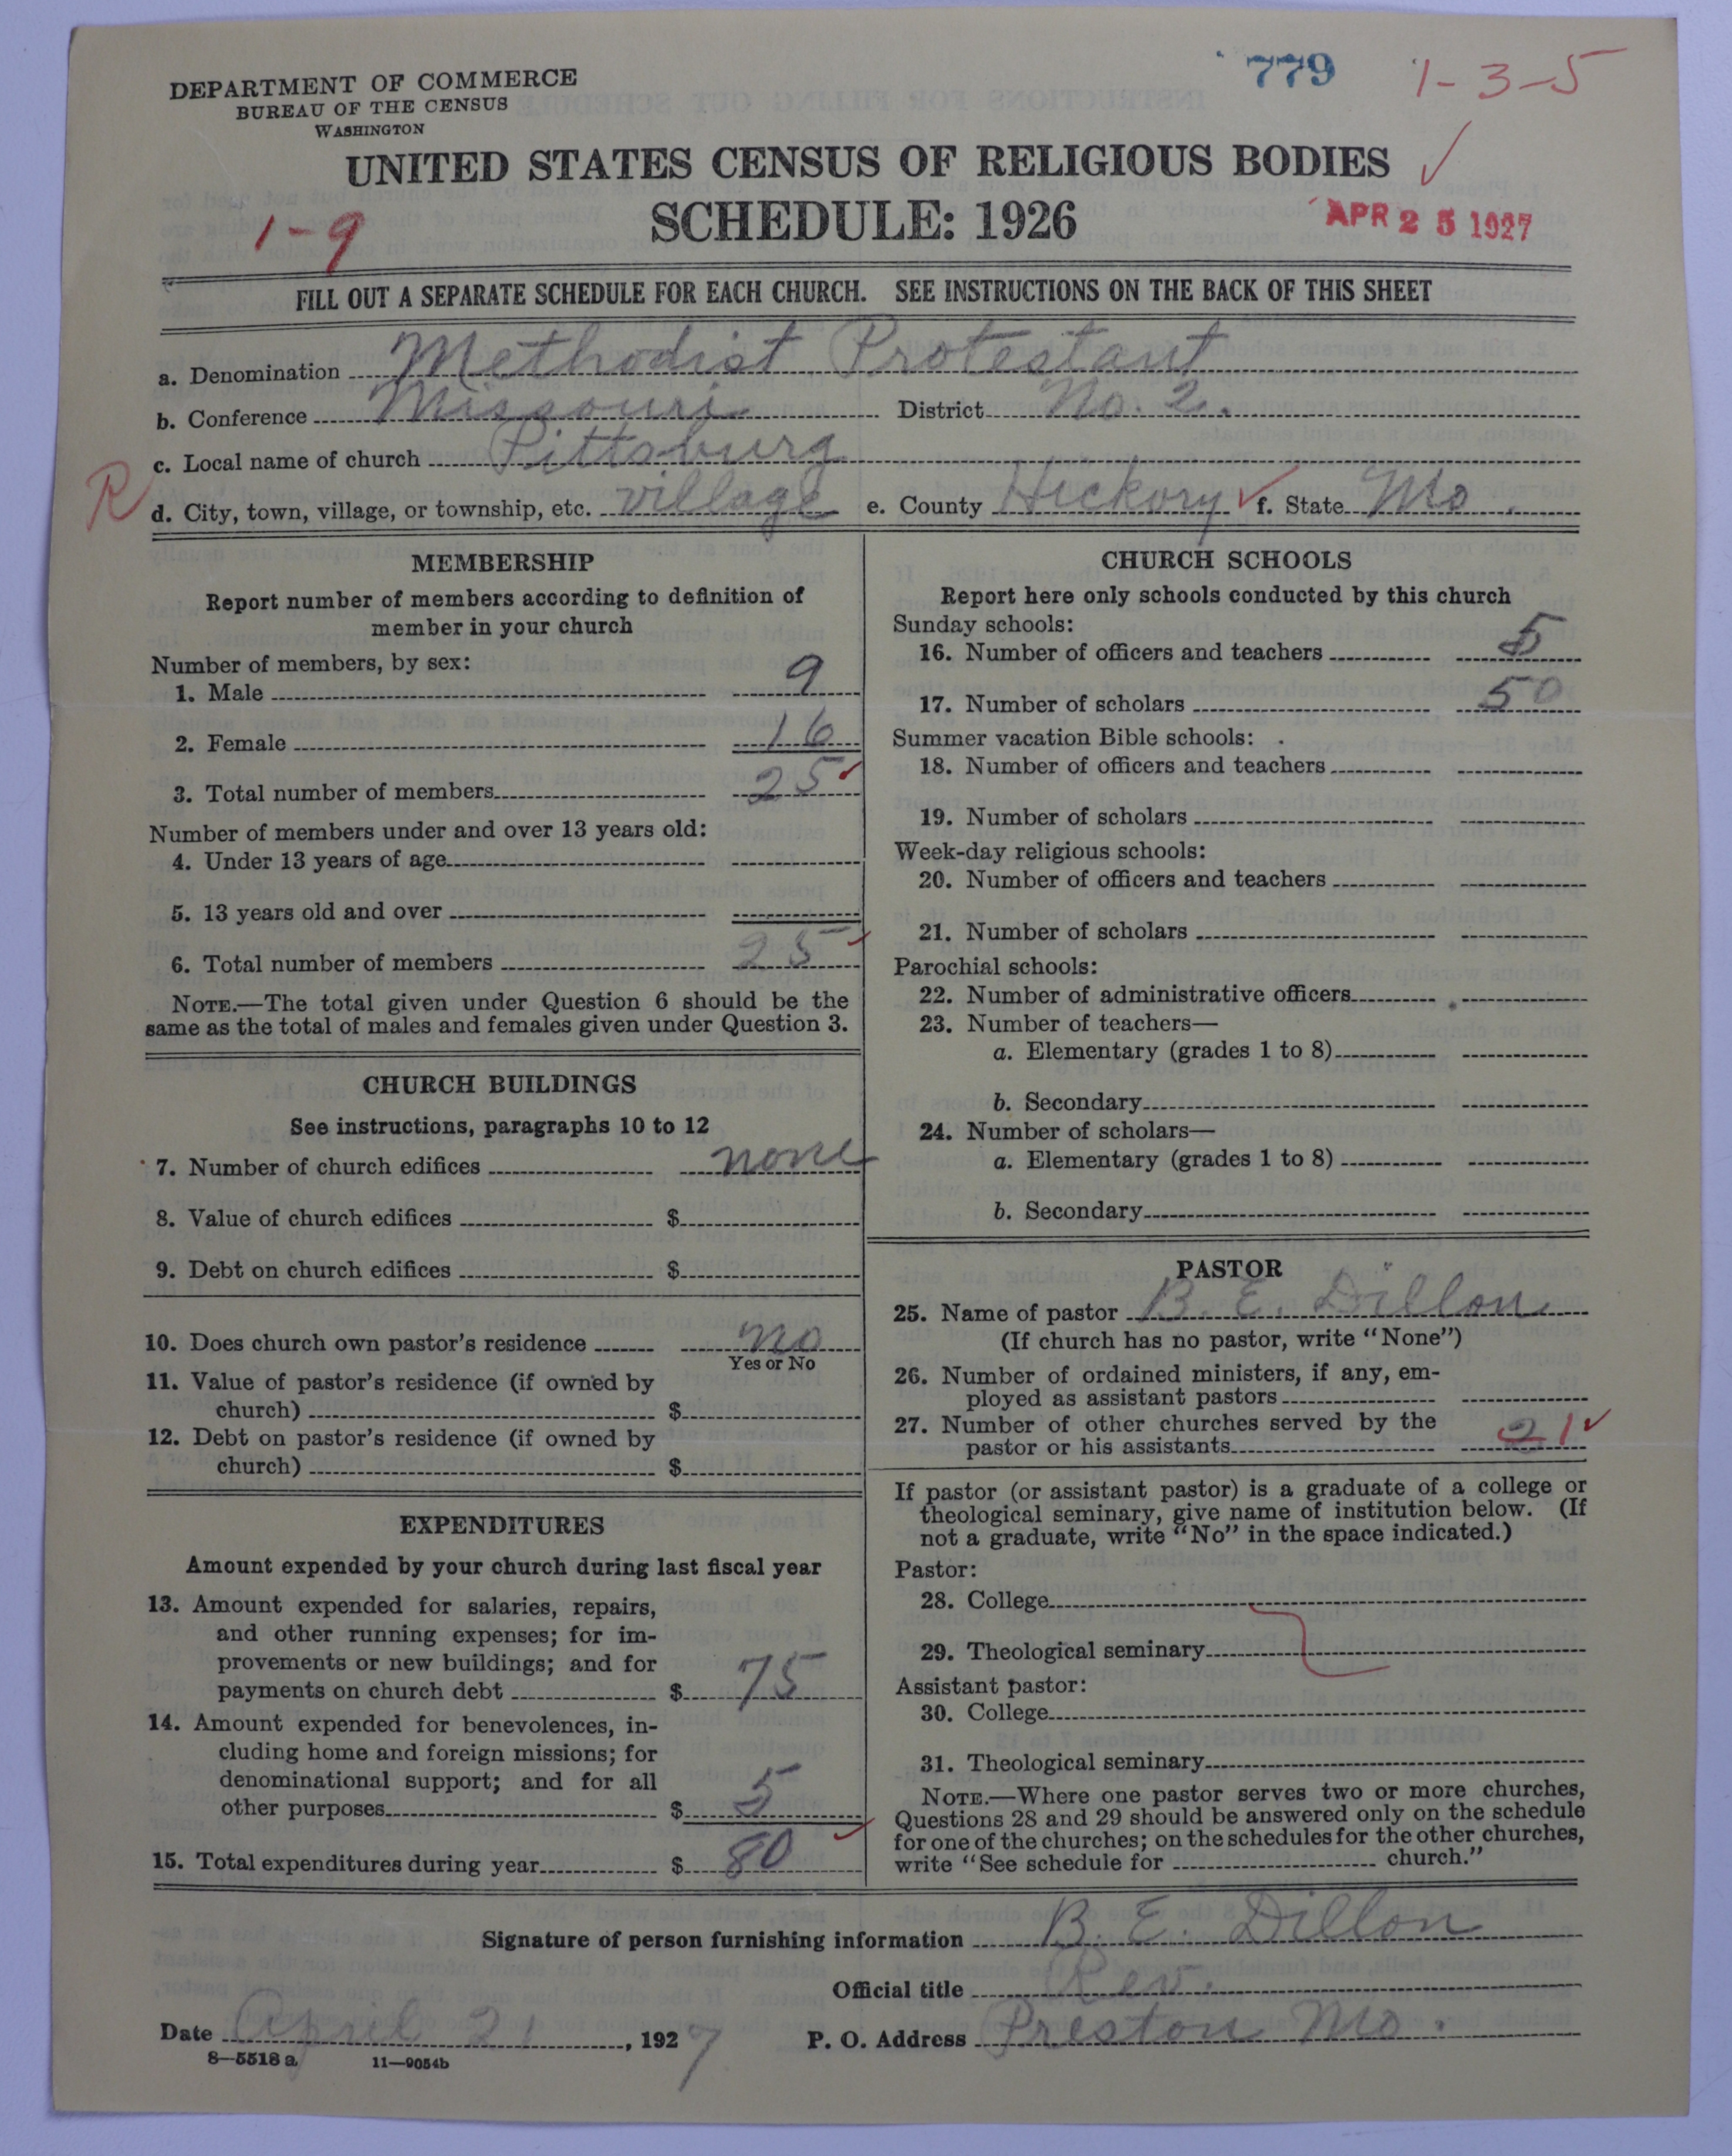 779 1-3-5
DEPARTMENT OF COMMERCE
BUREAU OF THE CENSUS
WASHINGTON
UNITED STATES CENSUS OF RELIGIOUS BODIES
SCHEDULE: 1926
1-9
APR 25 1927
FILL OUT A SEPARATE SCHEDULE FOR EACH CHURCH. SEE INSTRUCTIONS ON THE BACK OF THIS SHEET
a. Denomination Methodist Protestant
b. Conference Missouri District No. 2.
c. Local name of church Pittsburg
R d. City, town, village, or township, etc. village e. County Hickory f. State Mo.
MEMBERSHIP
Report number of members according to definition of
member in your church
Number of members, by sex:
1. Male 9
2. Female 16
3. Total number of members 25
Number of members under and over 13 years old:
4. Under 13 years of age
5. 13 years old and over
6. Total number of members 25
NOTE.—The total given under Question 6 should be the
same as the total of males and females given under Question 3.
CHURCH BUILDINGS
See instructions, paragraphs 10 to 12
7. Number of church edifices none
8. Value of church edifices $
9. Debt on church edifices $
10. Does church own pastor's residence no
Yes or No
11. Value of pastor's residence (if owned by
church) $
12. Debt on pastor's residence (if owned by
church) $
EXPENDITURES
Amount expended by your church during last fiscal year
13. Amount expended for salaries, repairs,
and other running expenses; for im-
provements or new buildings; and for
payments on church debt $ 75
14. Amount expended for benevolences, in-
cluding home and foreign missions; for
denominational support; and for all
other purposes $ 5
15. Total expenditures during year $ 80
CHURCH SCHOOLS
Report here only schools conducted by this church
Sunday schools:
16. Number of officers and teachers 5
17. Number of scholars 50
Summer vacation Bible schools:
18. Number of officers and teachers
19. Number of scholars
Week-day religious schools:
20. Number of officers and teachers
21. Number of scholars
Parochial schools:
22. Number of administrative officers
23. Number of teachers—
a. Elementary (grades 1 to 8)
b. Secondary
24. Number of scholars—
a. Elementary (grades 1 to 8)
b. Secondary
PASTOR
25. Name of pastor B. E. Dillon
(If church has no pastor, write "None")
26. Number of ordained ministers, if any, em-
ployed as assistant pastors
27. Number of other churches served by the
pastor or his assistants 2 1
If pastor (or assistant pastor) is a graduate of a college or
theological seminary, give name of institution below. (If
not a graduate, write "No" in the space indicated.)
Pastor:
28. College
29. Theological seminary
Assistant pastor:
30. College
31. Theological seminary
NOTE.—Where one pastor serves two or more churches,
Questions 28 and 29 should be answered only on the schedule
for one of the churches; on the schedules for the other churches,
write "See schedule for church."
Signature of person furnishing information B. E. Dillon
Official title Rev.
Date April 21, 1927 P. O. Address Preston Mo.
8—5518 a 11—9054b